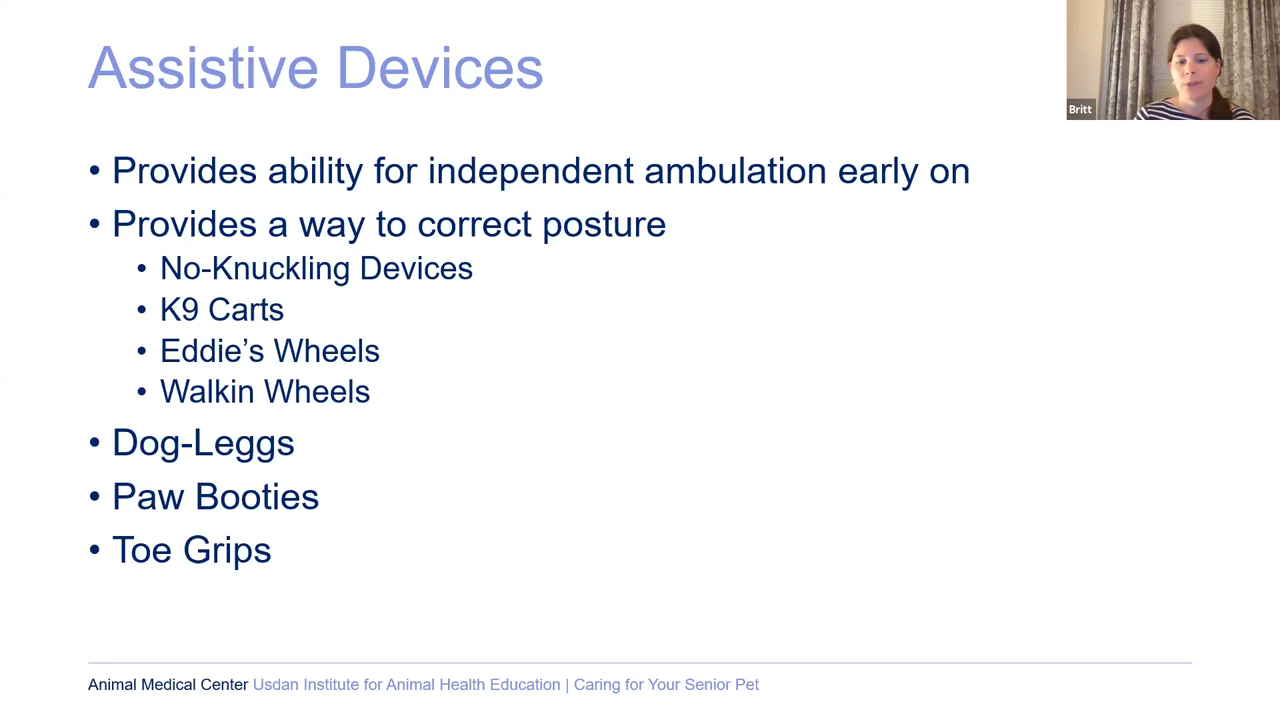 Assistive Devices
Britt
• Provides ability for independent ambulation early on
• Provides a way to correct posture
• No-Knuckling Devices
• K9 Carts
• Eddie’s Wheels
• Walkin Wheels
• Dog-Leggs
• Paw Booties
• Toe Grips
Animal Medical Center Usdan Institute for Animal Health Education | Caring for Your Senior Pet